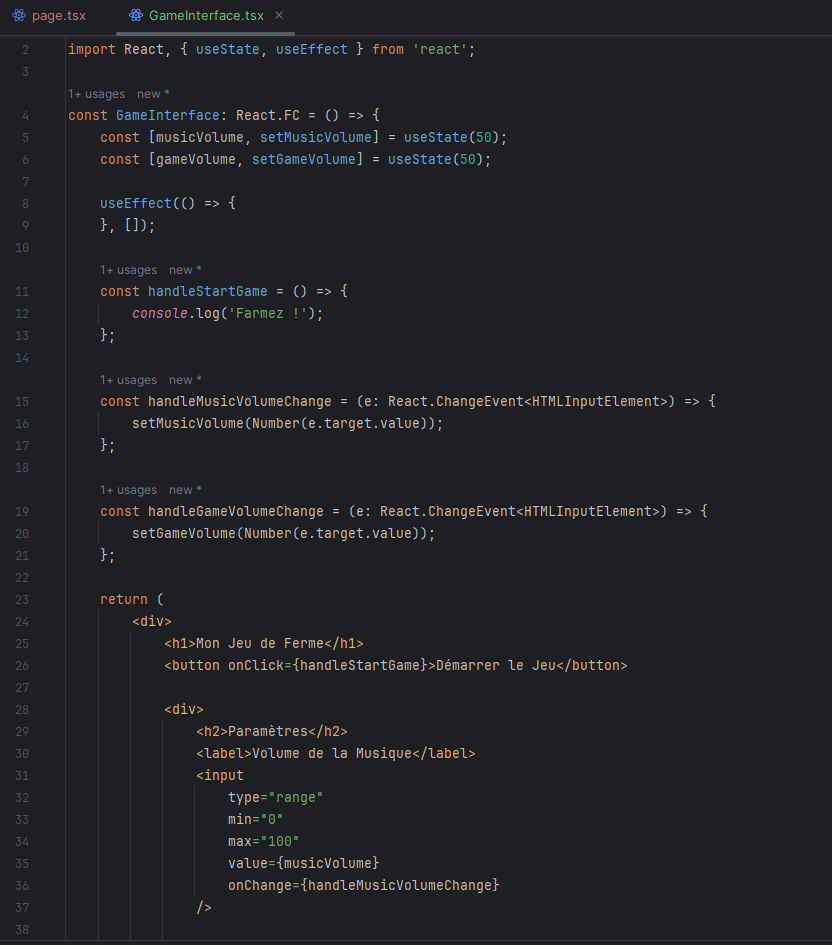 page.tsx GameInterface.tsx ×
2 import React, { useState, useEffect } from 'react';
3
1+ usages new *
4 const GameInterface: React.FC = () => {
5     const [musicVolume, setMusicVolume] = useState(50);
6     const [gameVolume, setGameVolume] = useState(50);
7
8     useEffect(() => {
9     }, []);
10
1+ usages new *
11     const handleStartGame = () => {
12         console.log('Farmez !');
13     };
14
1+ usages new *
15     const handleMusicVolumeChange = (e: React.ChangeEvent<HTMLInputElement>) => {
16         setMusicVolume(Number(e.target.value));
17     };
18
1+ usages new *
19     const handleGameVolumeChange = (e: React.ChangeEvent<HTMLInputElement>) => {
20         setGameVolume(Number(e.target.value));
21     };
22
23     return (
24         <div>
25             <h1>Mon Jeu de Ferme</h1>
26             <button onClick={handleStartGame}>Démarrer le Jeu</button>
27
28             <div>
29                 <h2>Paramètres</h2>
30                 <label>Volume de la Musique</label>
31                 <input
32                     type="range"
33                     min="0"
34                     max="100"
35                     value={musicVolume}
36                     onChange={handleMusicVolumeChange}
37                 />
38